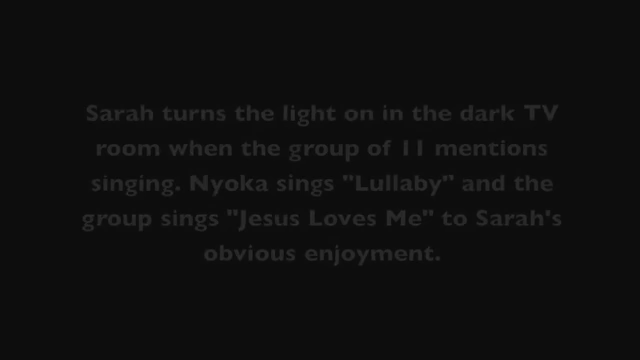 Sarah turns the light on in the dark TV
room when the group of 11 mentions
singing. Nyoka sings "Lullaby" and the
group sings "Jesus Loves Me" to Sarah's
obvious enjoyment.